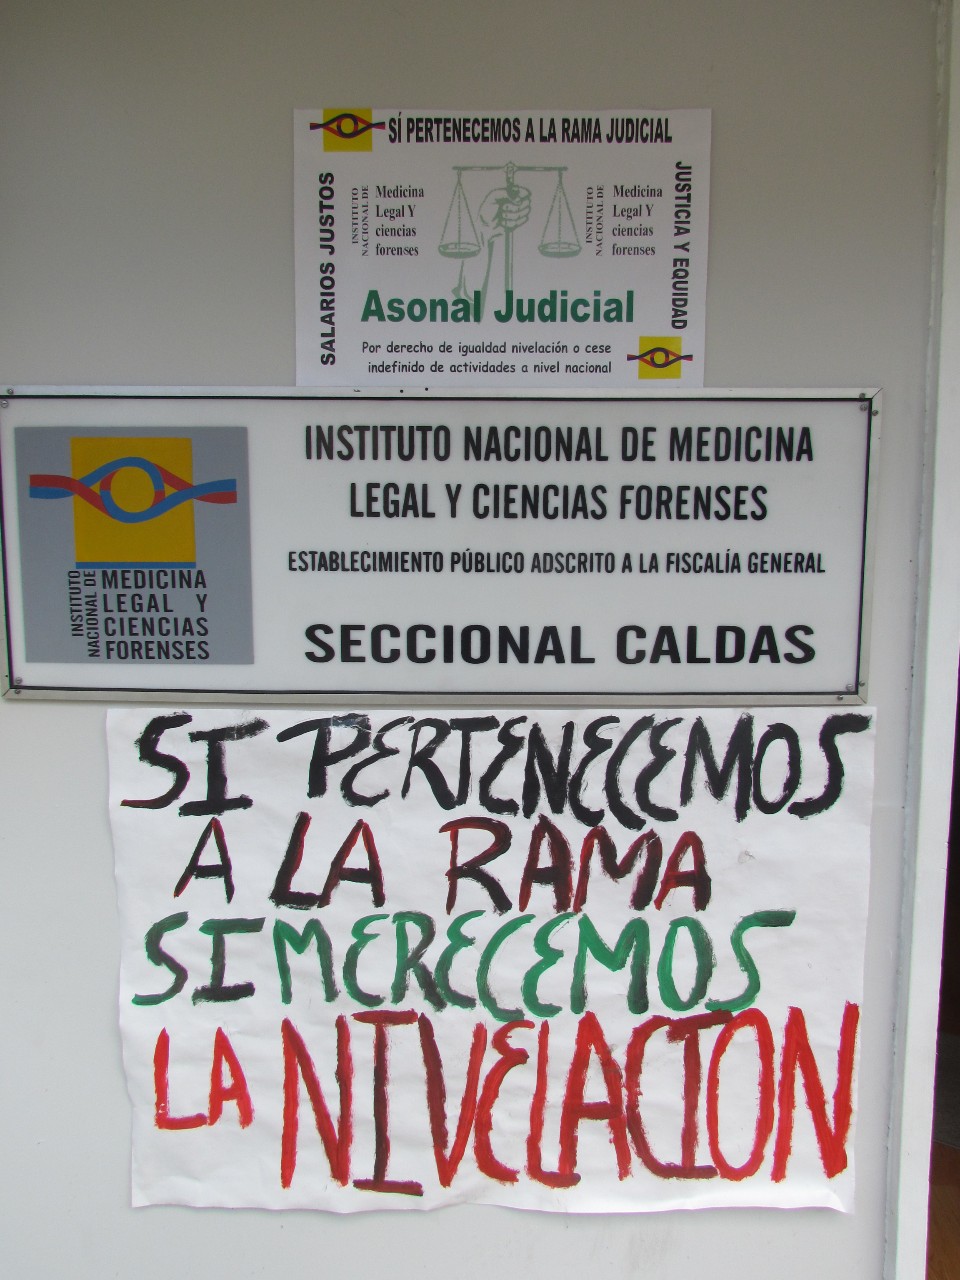 SÍ PERTENECEMOS A LA RAMA JUDICIAL
SALARIOS JUSTOS
INSTITUTO
NACIONAL DE
Medicina
Legal Y
ciencias
forenses
INSTITUTO
NACIONAL DE
Medicina
Legal Y
ciencias
forenses
JUSTICIA Y EQUIDAD
Asonal Judicial
Por derecho de igualdad nivelación o cese
indefinido de actividades a nivel nacional
INSTITUTO
NACIONAL DE
MEDICINA
LEGAL Y
CIENCIAS
FORENSES
INSTITUTO NACIONAL DE MEDICINA
LEGAL Y CIENCIAS FORENSES
ESTABLECIMIENTO PÚBLICO ADSCRITO A LA FISCALÍA GENERAL
SECCIONAL CALDAS
SI PERTENECEMOS
A LA RAMA
SI MERECEMOS
LA NIVELACION